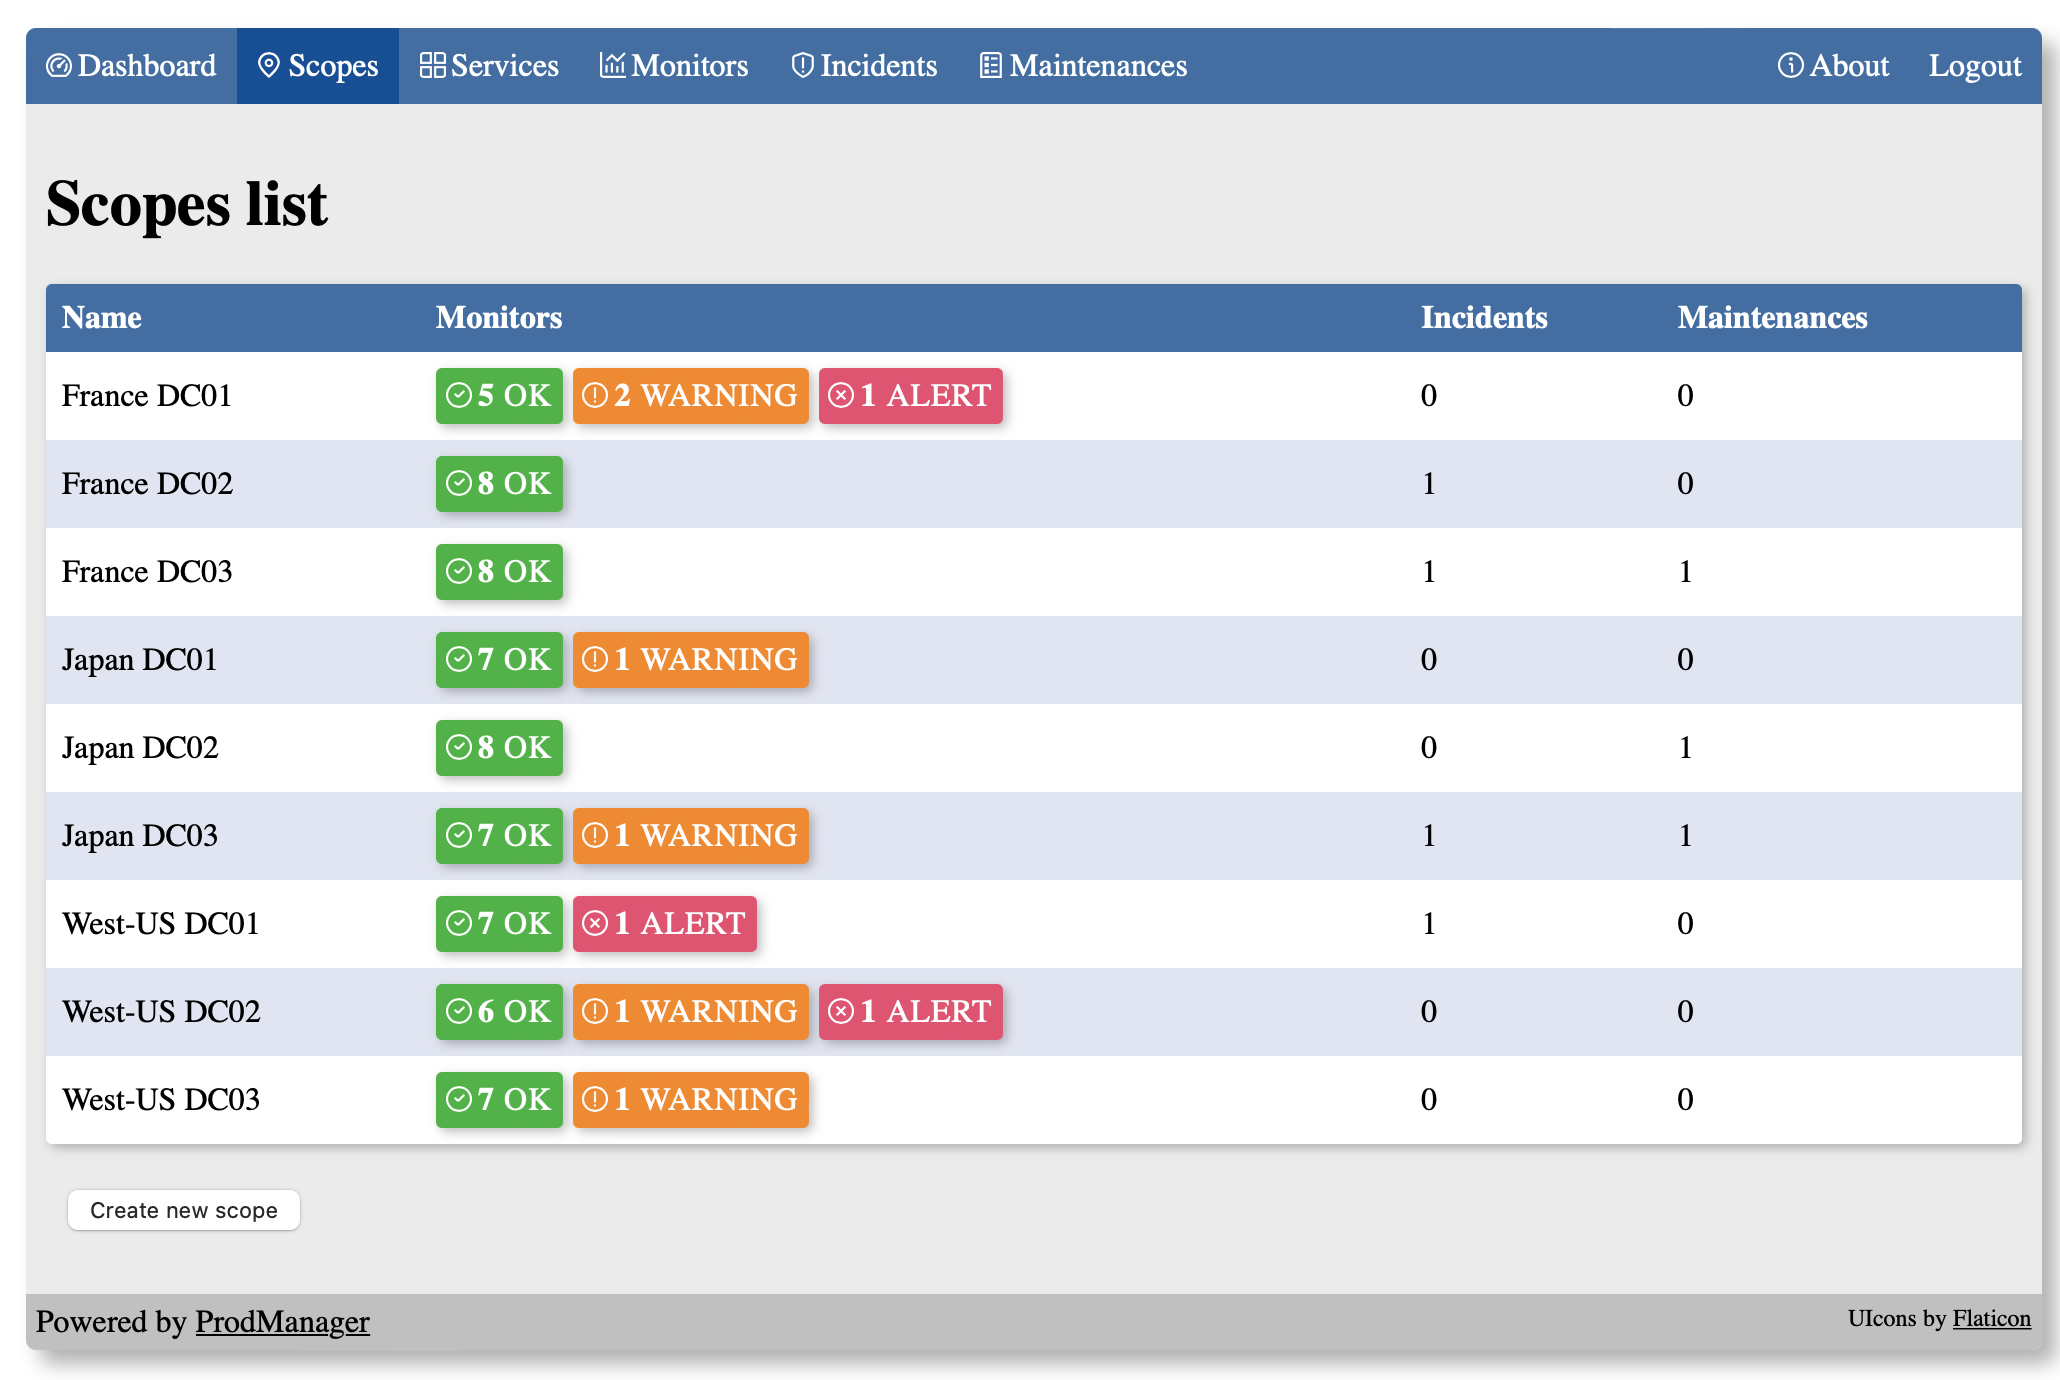 Dashboard Scopes Services Monitors Incidents Maintenances About Logout
Scopes list
Name Monitors Incidents Maintenances
France DC01 5 OK 2 WARNING 1 ALERT 0 0
France DC02 8 OK 1 0
France DC03 8 OK 1 1
Japan DC01 7 OK 1 WARNING 0 0
Japan DC02 8 OK 0 1
Japan DC03 7 OK 1 WARNING 1 1
West-US DC01 7 OK 1 ALERT 1 0
West-US DC02 6 OK 1 WARNING 1 ALERT 0 0
West-US DC03 7 OK 1 WARNING 0 0
Create new scope
Powered by ProdManager UIcons by Flaticon